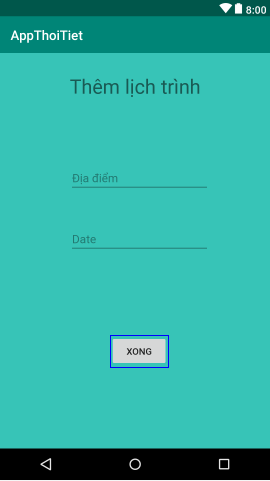 8:00
AppThoiTiet
Thêm lịch trình
Địa điểm
Date
XONG